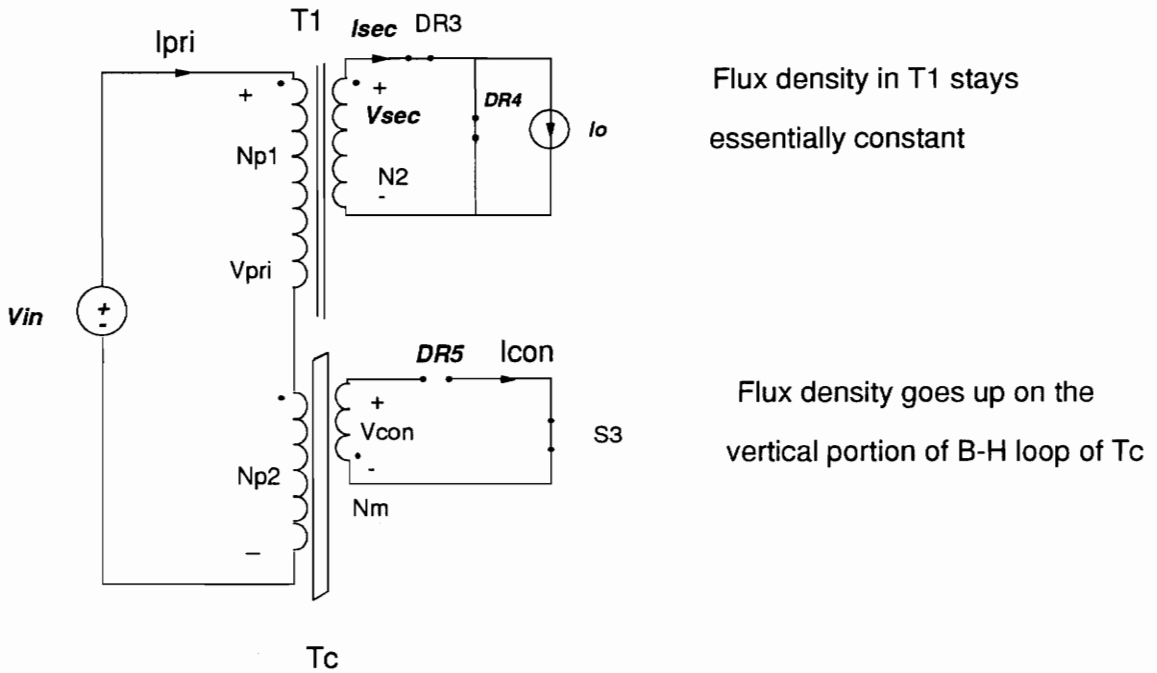 T1
Ipri
Isec DR3
+
+
Vsec
DR4
Io
Np1
N2
-
Vpri
Vin
+
-
Flux density in T1 stays
essentially constant
DR5 Icon
+
Vcon
-
S3
Np2
Nm
–
Tc
Flux density goes up on the
vertical portion of B-H loop of Tc